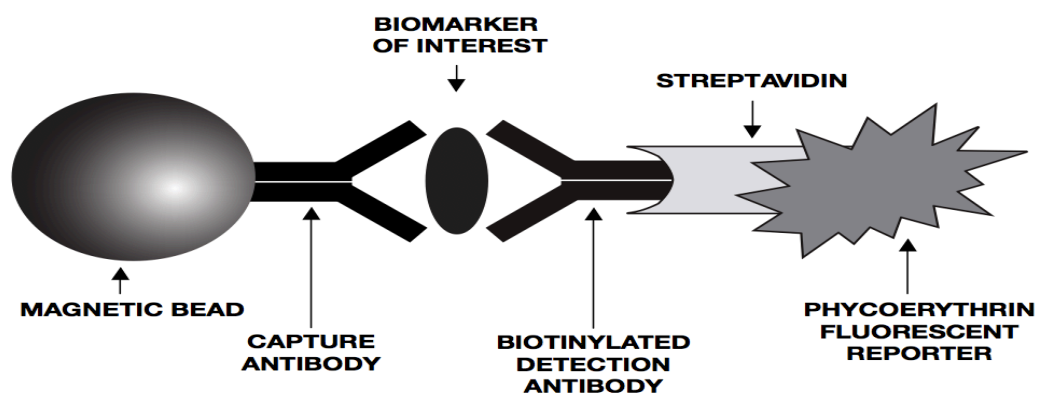 BIOMARKER
OF INTEREST
STREPTAVIDIN
MAGNETIC BEAD
CAPTURE
ANTIBODY
BIOTINYLATED
DETECTION
ANTIBODY
PHYCOERYTHRIN
FLUORESCENT
REPORTER